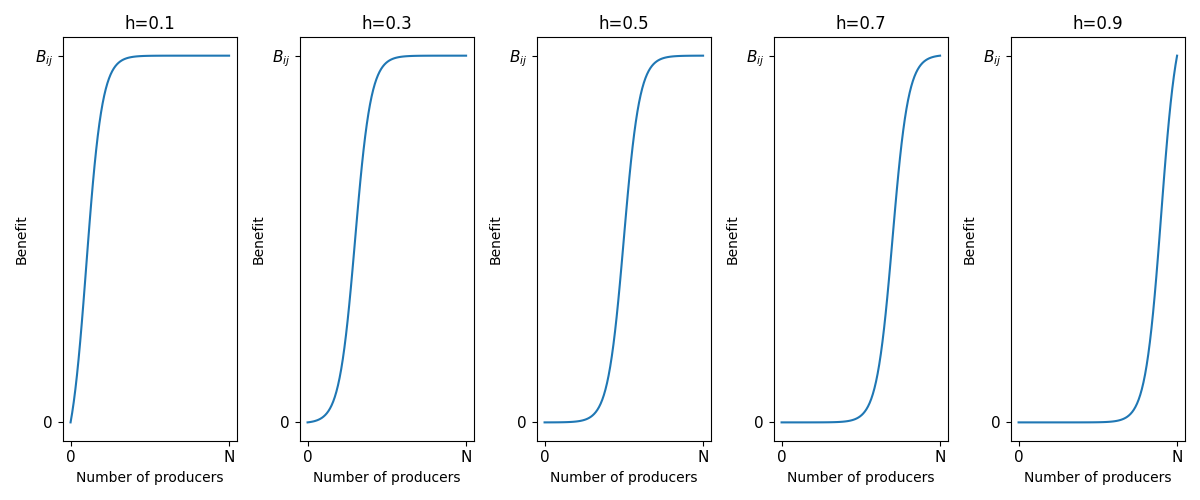 h=0.1
B_ij
Benefit
0
0 N
Number of producers
h=0.3
B_ij
Benefit
0
0 N
Number of producers
h=0.5
B_ij
Benefit
0
0 N
Number of producers
h=0.7
B_ij
Benefit
0
0 N
Number of producers
h=0.9
B_ij
Benefit
0
0 N
Number of producers